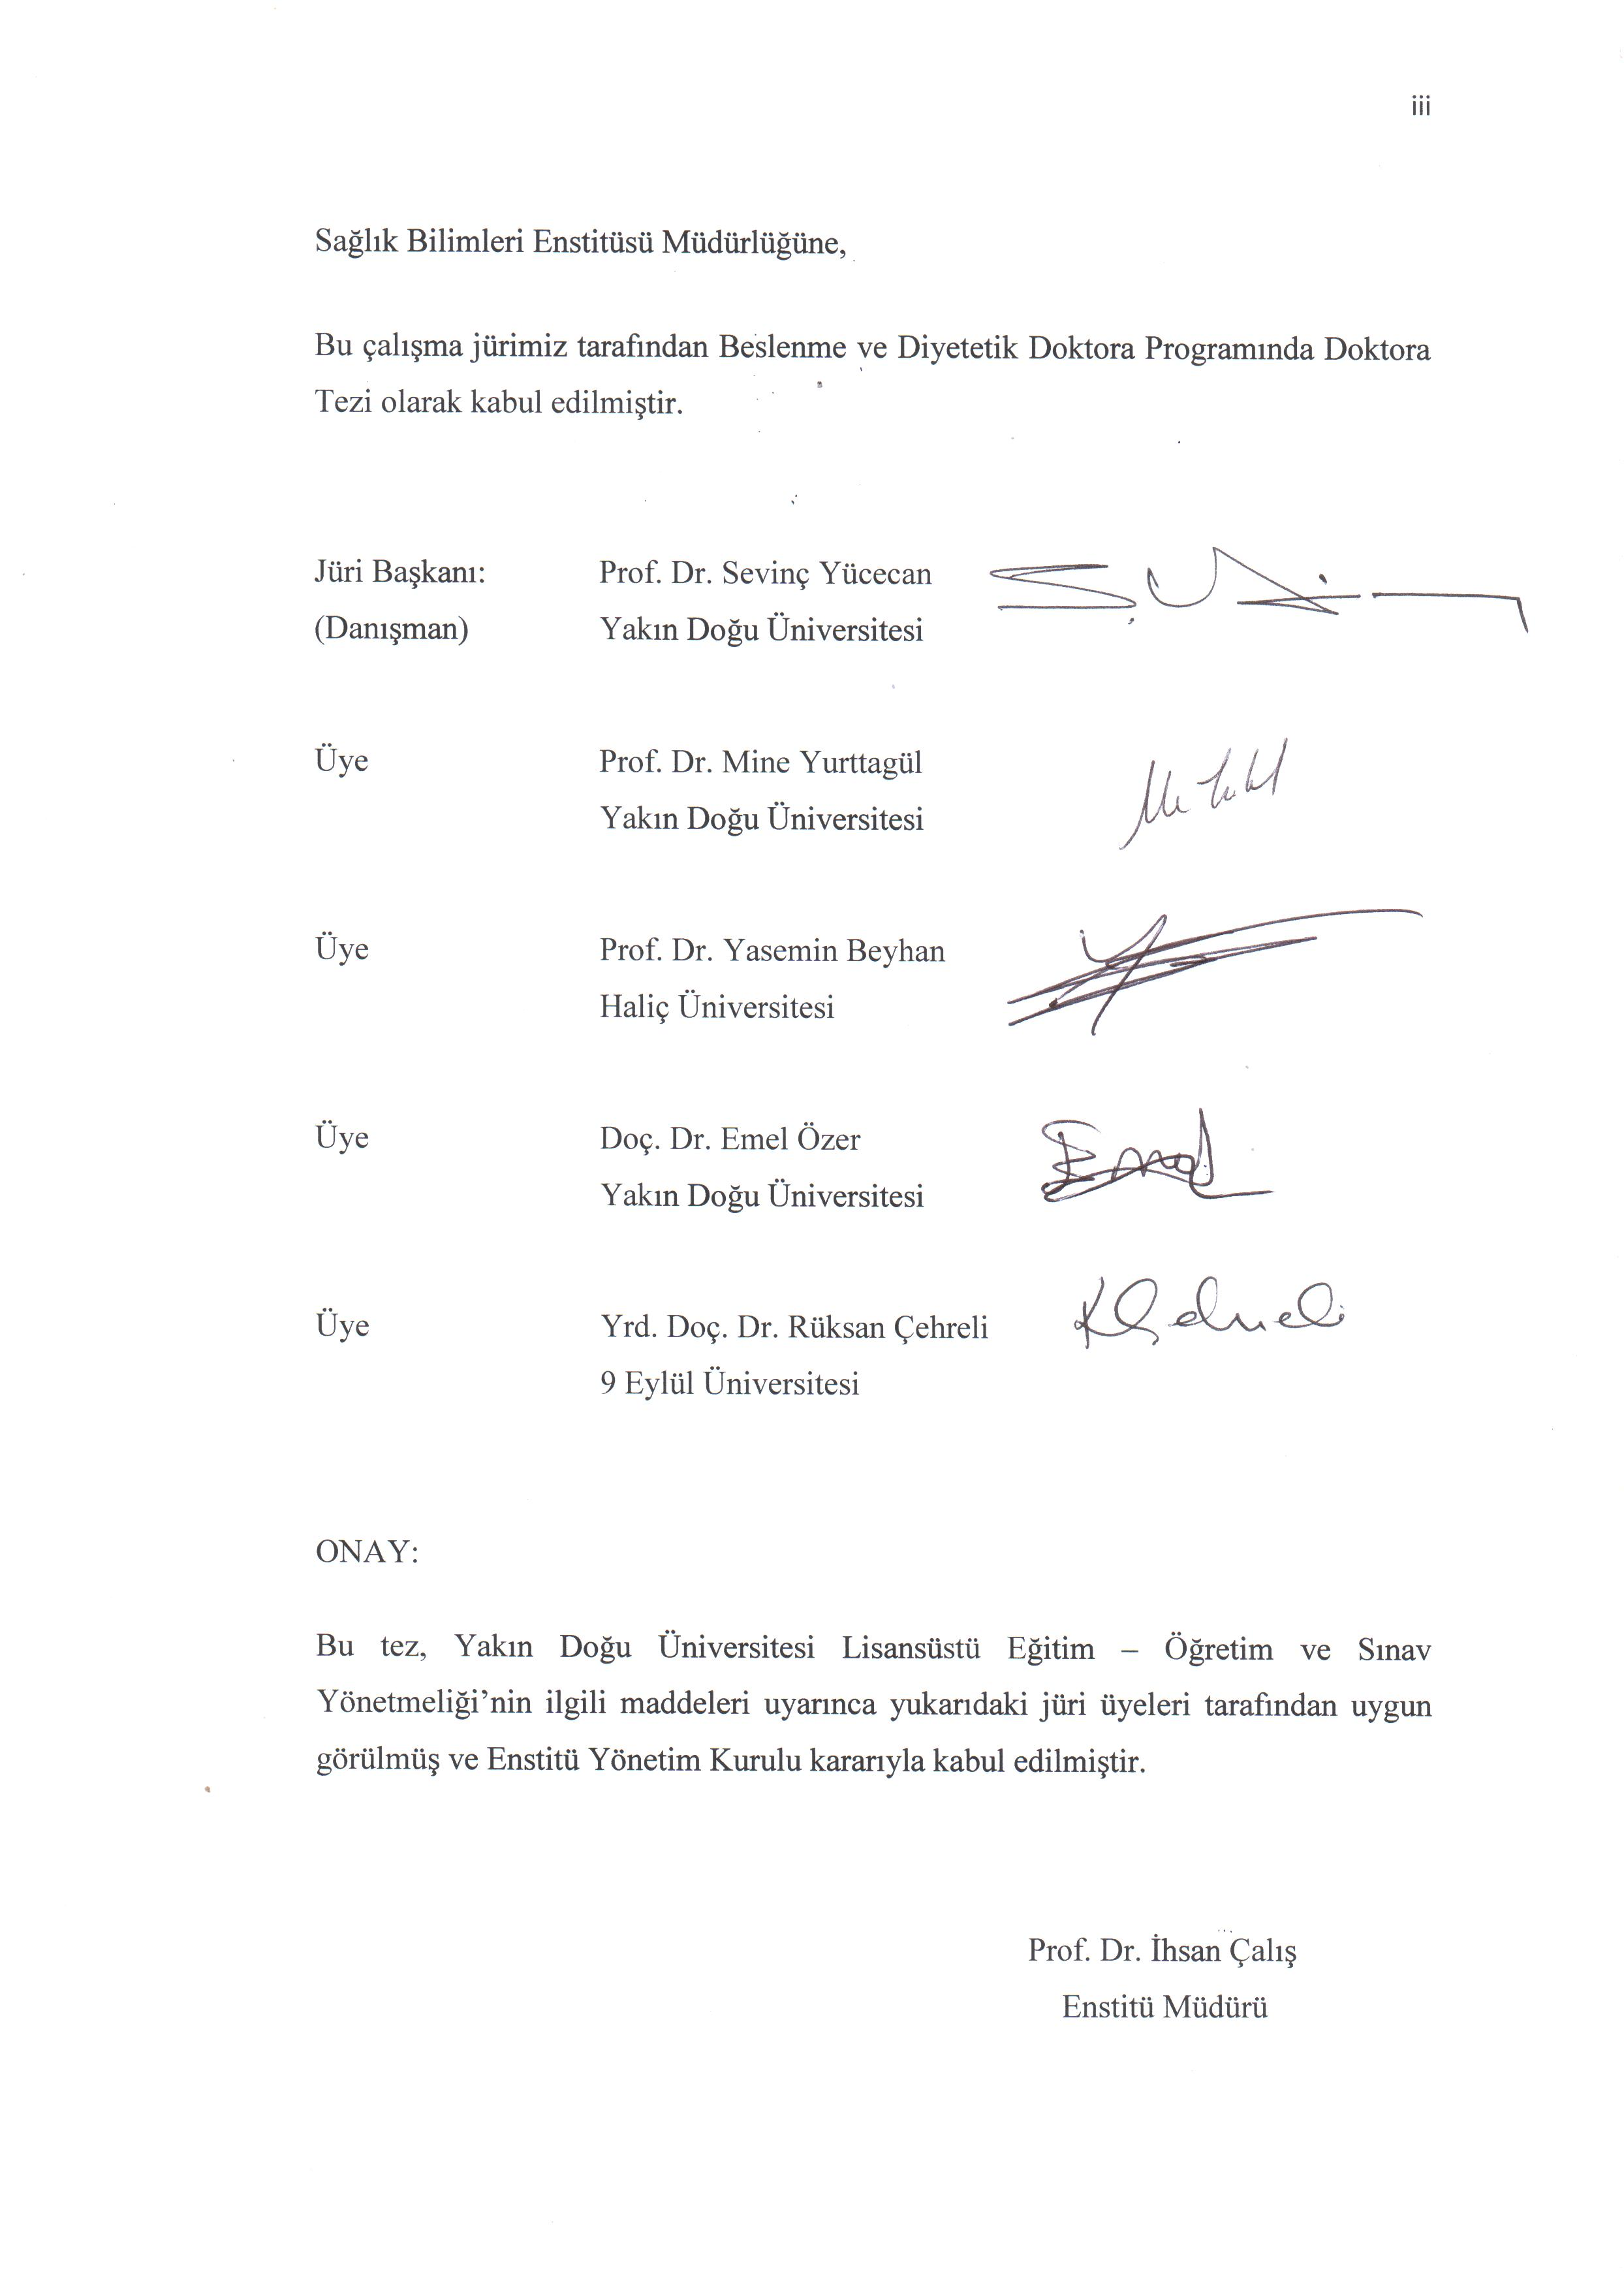 iii
Sağlık Bilimleri Enstitüsü Müdürlüğüne,
Bu çalışma jürimiz tarafından Beslenme ve Diyetetik Doktora Programında Doktora
Tezi olarak kabul edilmiştir.
Jüri Başkanı: Prof. Dr. Sevinç Yücecan
(Danışman) Yakın Doğu Üniversitesi
Üye Prof. Dr. Mine Yurttagül
Yakın Doğu Üniversitesi
Üye Prof. Dr. Yasemin Beyhan
Haliç Üniversitesi
Üye Doç. Dr. Emel Özer
Yakın Doğu Üniversitesi
Üye Yrd. Doç. Dr. Rüksan Çehreli
9 Eylül Üniversitesi
ONAY:
Bu tez, Yakın Doğu Üniversitesi Lisansüstü Eğitim – Öğretim ve Sınav
Yönetmeliği’nin ilgili maddeleri uyarınca yukarıdaki jüri üyeleri tarafından uygun
görülmüş ve Enstitü Yönetim Kurulu kararıyla kabul edilmiştir.
Prof. Dr. İhsan Çalış
Enstitü Müdürü